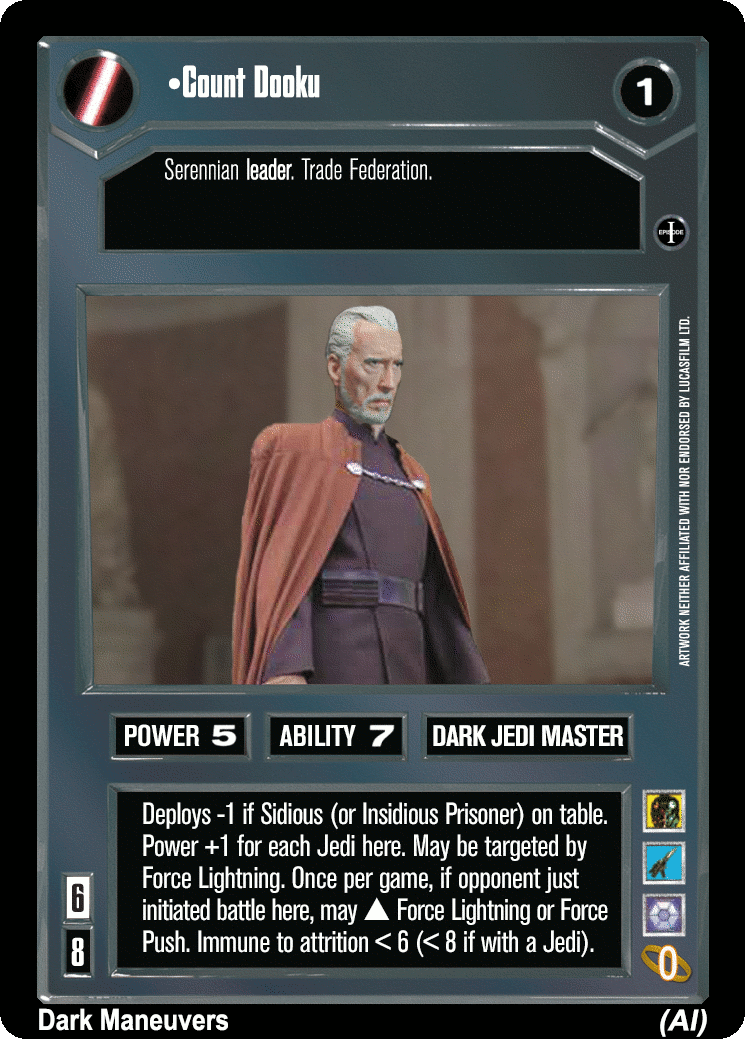 •Count Dooku
1
Serennian leader. Trade Federation.
EPISODE I
ARTWORK NEITHER AFFILIATED WITH NOR ENDORSED BY LUCASFILM LTD.
POWER 5
ABILITY 7
DARK JEDI MASTER
Deploys -1 if Sidious (or Insidious Prisoner) on table.
Power +1 for each Jedi here. May be targeted by
Force Lightning. Once per game, if opponent just
initiated battle here, may ▲ Force Lightning or Force
Push. Immune to attrition < 6 (< 8 if with a Jedi).
6
8
0
Dark Maneuvers
(AI)